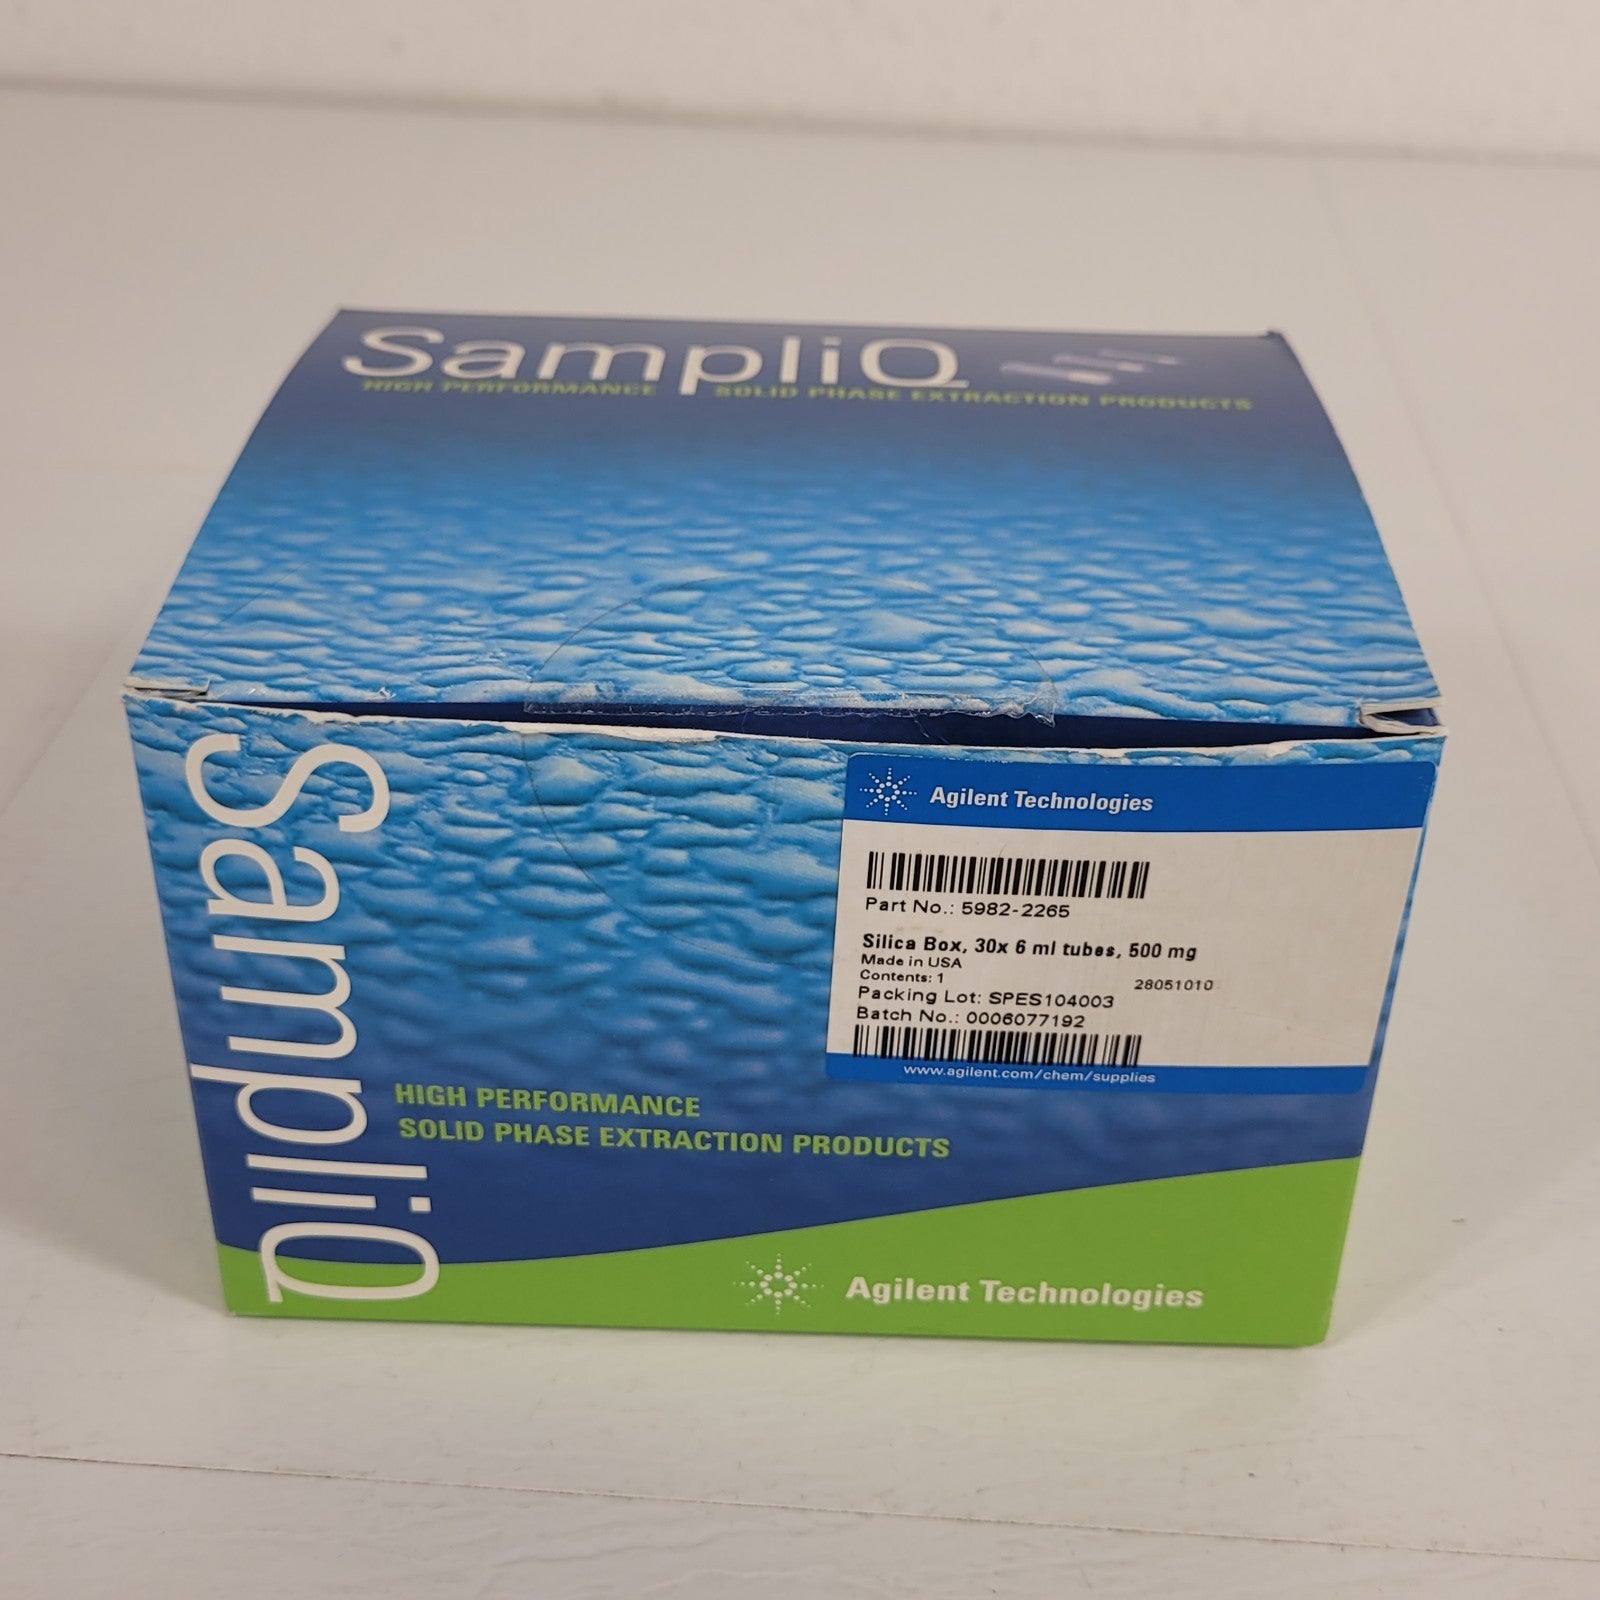 SampliQ
HIGH PERFORMANCE SOLID PHASE EXTRACTION PRODUCTS
SampliQ
Agilent Technologies
Part No.: 5982-2265
Silica Box, 30x 6 ml tubes, 500 mg
Made in USA
Contents: 1
28051010
Packing Lot: SPES104003
Batch No.: 0006077192
www.agilent.com/chem/supplies
HIGH PERFORMANCE
SOLID PHASE EXTRACTION PRODUCTS
Agilent Technologies